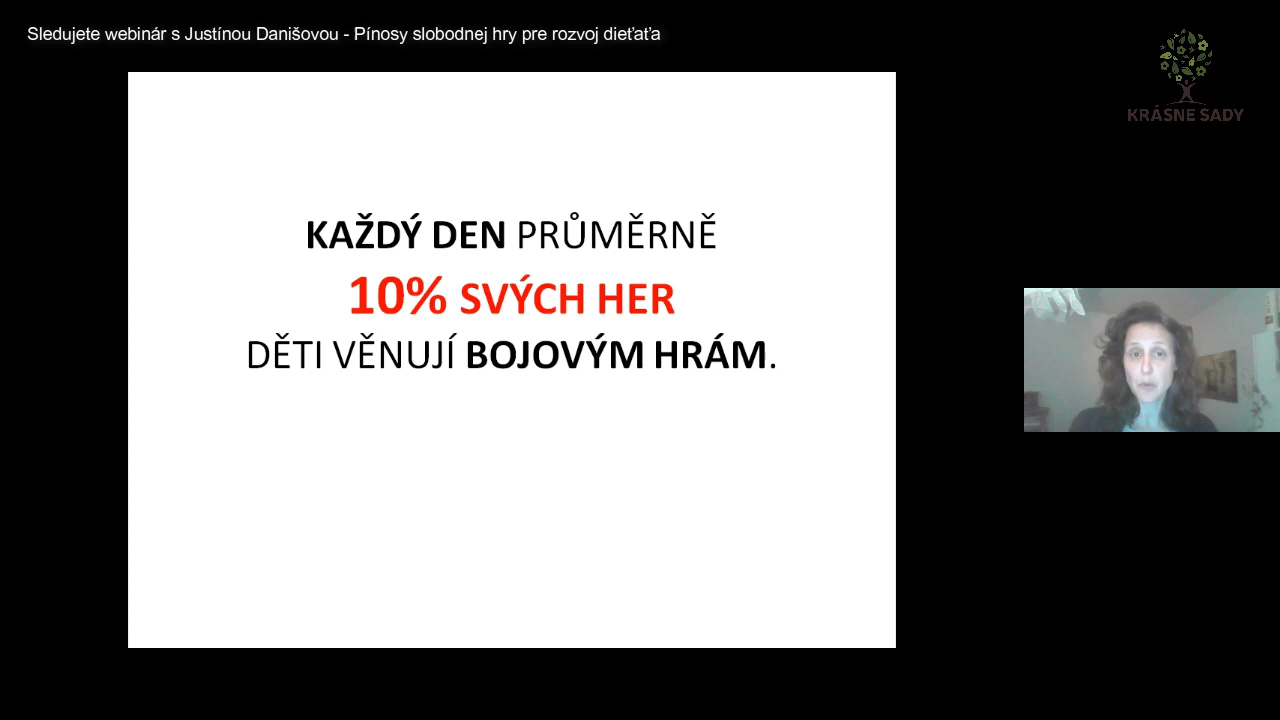 Sledujete webinár s Justínou Danišovou - Pínosy slobodnej hry pre rozvoj dieťaťa
KRÁSNE SADY
KAŽDÝ DEN PRŮMĚRNĚ
10% SVÝCH HER
DĚTI VĚNUJÍ BOJOVÝM HRÁM.